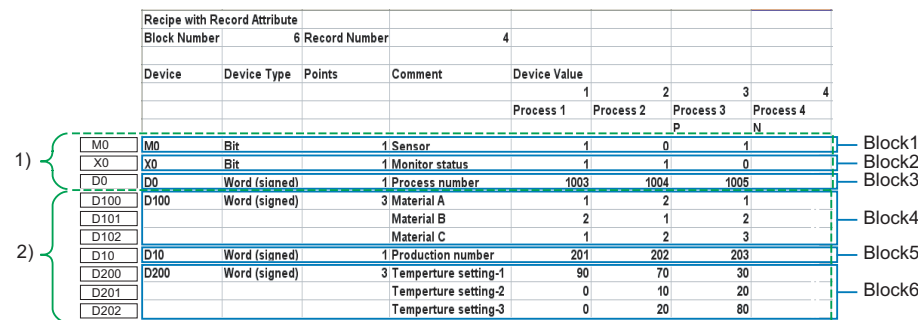 Recipe with Record Attribute
Block Number 6 Record Number 4
Device Device Type Points Comment Device Value
1 2 3 4
Process 1 Process 2 Process 3 Process 4
P N
1) M0 M0 Bit 1 Sensor 1 0 1 Block1
X0 X0 Bit 1 Monitor status 1 1 0 Block2
D0 D0 Word (signed) 1 Process number 1003 1004 1005 Block3
2) D100 D100 Word (signed) 3 Material A 1 2 1 Block4
D101 Material B 2 1 2
D102 Material C 1 2 3
D10 D10 Word (signed) 1 Production number 201 202 203 Block5
D200 D200 Word (signed) 3 Temperture setting-1 90 70 30 Block6
D201 Temperture setting-2 0 10 20
D202 Temperture setting-3 0 20 80